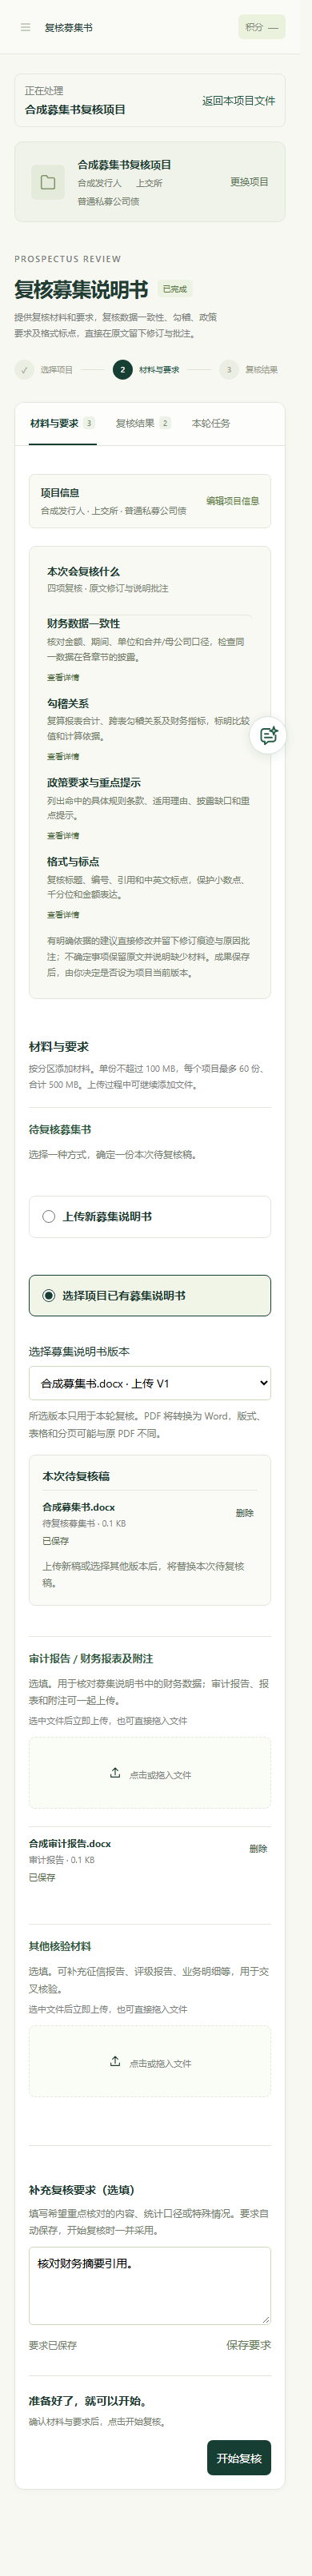 复核募集书
积分 —
正在处理
合成募集书复核项目
返回本项目文件
合成募集书复核项目
合成发行人 上交所
普通私募公司债
更换项目
PROSPECTUS REVIEW
复核募集说明书 已完成
提供复核材料和要求，复核数据一致性、勾稽、政策
要求及格式标点，直接在原文留下修订与批注。
✓ 选择项目 2 材料与要求 3 复核结果
材料与要求 3 复核结果 2 本轮任务
项目信息
合成发行人 · 上交所 · 普通私募公司债
编辑项目信息
本次会复核什么
四项复核 · 原文修订与说明批注
财务数据一致性
核对金额、期间、单位和合并/母公司口径，检查同
一数据在各章节的披露。
查看详情
勾稽关系
复算报表合计、跨表勾稽关系及财务指标，标明比较
值和计算依据。
查看详情
政策要求与重点提示
列出命中的具体规则条款、适用理由、披露缺口和重
点提示。
查看详情
格式与标点
复核标题、编号、引用和中英文标点，保护小数点、
千分位和金额表达。
查看详情
有明确依据的建议直接修改并留下修订痕迹与原因批
注；不确定事项保留原文并说明缺少材料。成果保存
后，由你决定是否设为项目当前版本。
材料与要求
按分区添加材料。单份不超过 100 MB，每个项目最多 60 份、
合计 500 MB。上传过程中可继续添加文件。
待复核募集书
选择一种方式，确定一份本次待复核稿。
上传新募集说明书
选择项目已有募集说明书
选择募集说明书版本
合成募集书.docx · 上传 V1
所选版本只用于本轮复核。PDF 将转换为 Word，版式、
表格和分页可能与原 PDF 不同。
本次待复核稿
合成募集书.docx
待复核募集书 · 0.1 KB
已保存
删除
上传新稿或选择其他版本后，将替换本次待复核
稿。
审计报告 / 财务报表及附注
选填。用于核对募集说明书中的财务数据；审计报告、报
表和附注可一起上传。
选中文件后立即上传，也可直接拖入文件
点击或拖入文件
合成审计报告.docx
审计报告 · 0.1 KB
已保存
删除
其他核验材料
选填。可补充征信报告、评级报告、业务明细等，用于交
叉核验。
选中文件后立即上传，也可直接拖入文件
点击或拖入文件
补充复核要求（选填）
填写希望重点核对的内容、统计口径或特殊情况。要求自
动保存，开始复核时一并采用。
核对财务摘要引用。
要求已保存
保存要求
准备好了，就可以开始。
确认材料与要求后，点击开始复核。
开始复核